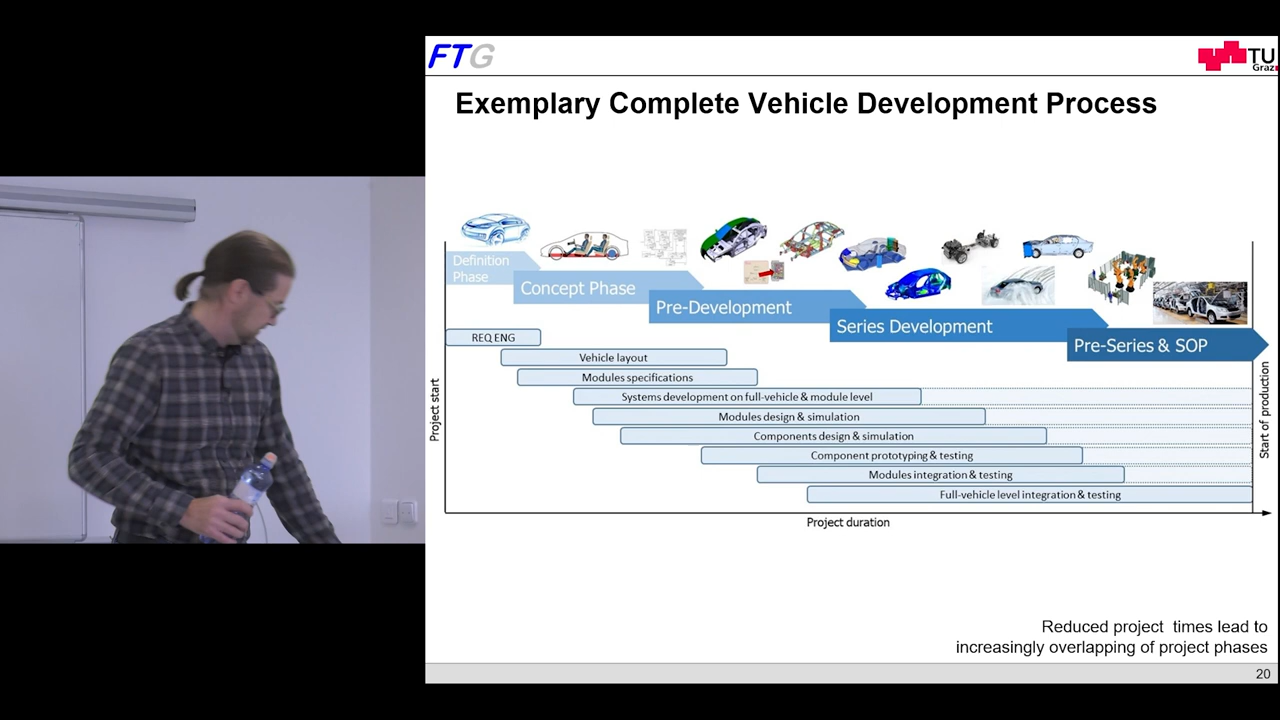 FTG
TU
Graz
Exemplary Complete Vehicle Development Process
Definition
Phase
Concept Phase
Pre-Development
Series Development
Pre-Series & SOP
REQ ENG
Vehicle layout
Modules specifications
Systems development on full-vehicle & module level
Modules design & simulation
Components design & simulation
Component prototyping & testing
Modules integration & testing
Full-vehicle level integration & testing
Project start
Start of production
Project duration
Reduced project times lead to
increasingly overlapping of project phases
20